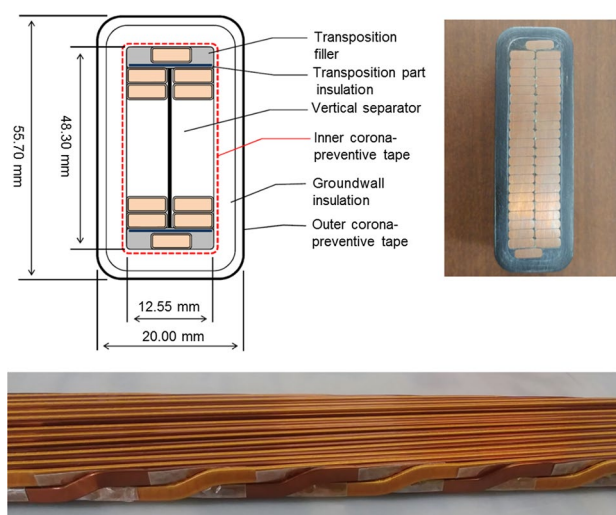 Transposition
filler
Transposition part
insulation
Vertical separator
Inner corona-
preventive tape
Groundwall
insulation
Outer corona-
preventive tape
55.70 mm
48.30 mm
12.55 mm
20.00 mm